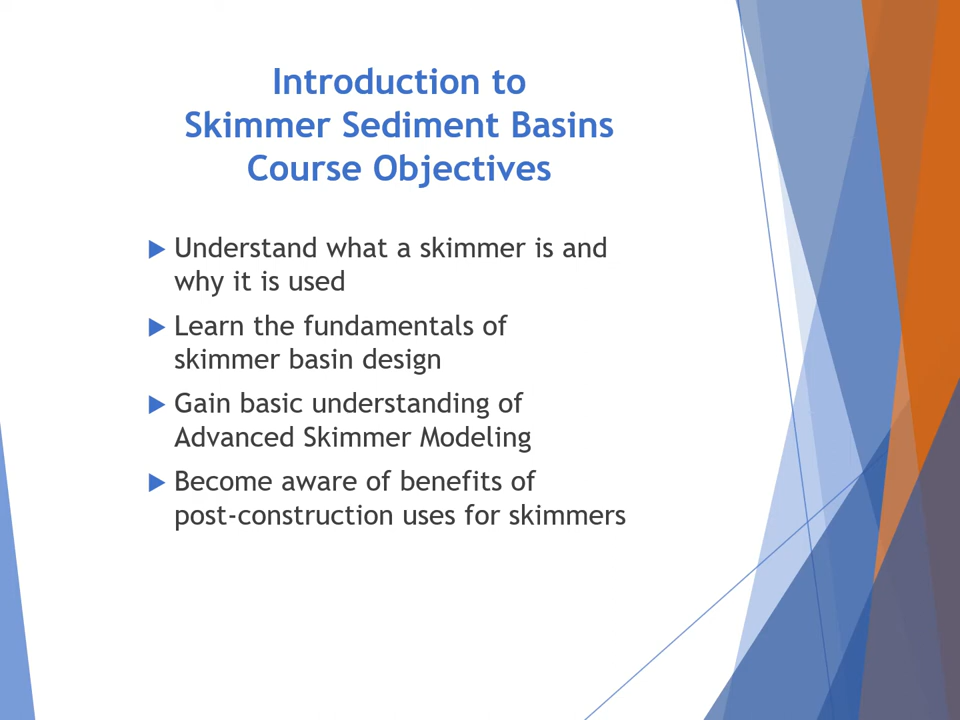 Introduction to
Skimmer Sediment Basins
Course Objectives
Understand what a skimmer is and
why it is used
Learn the fundamentals of
skimmer basin design
Gain basic understanding of
Advanced Skimmer Modeling
Become aware of benefits of
post-construction uses for skimmers